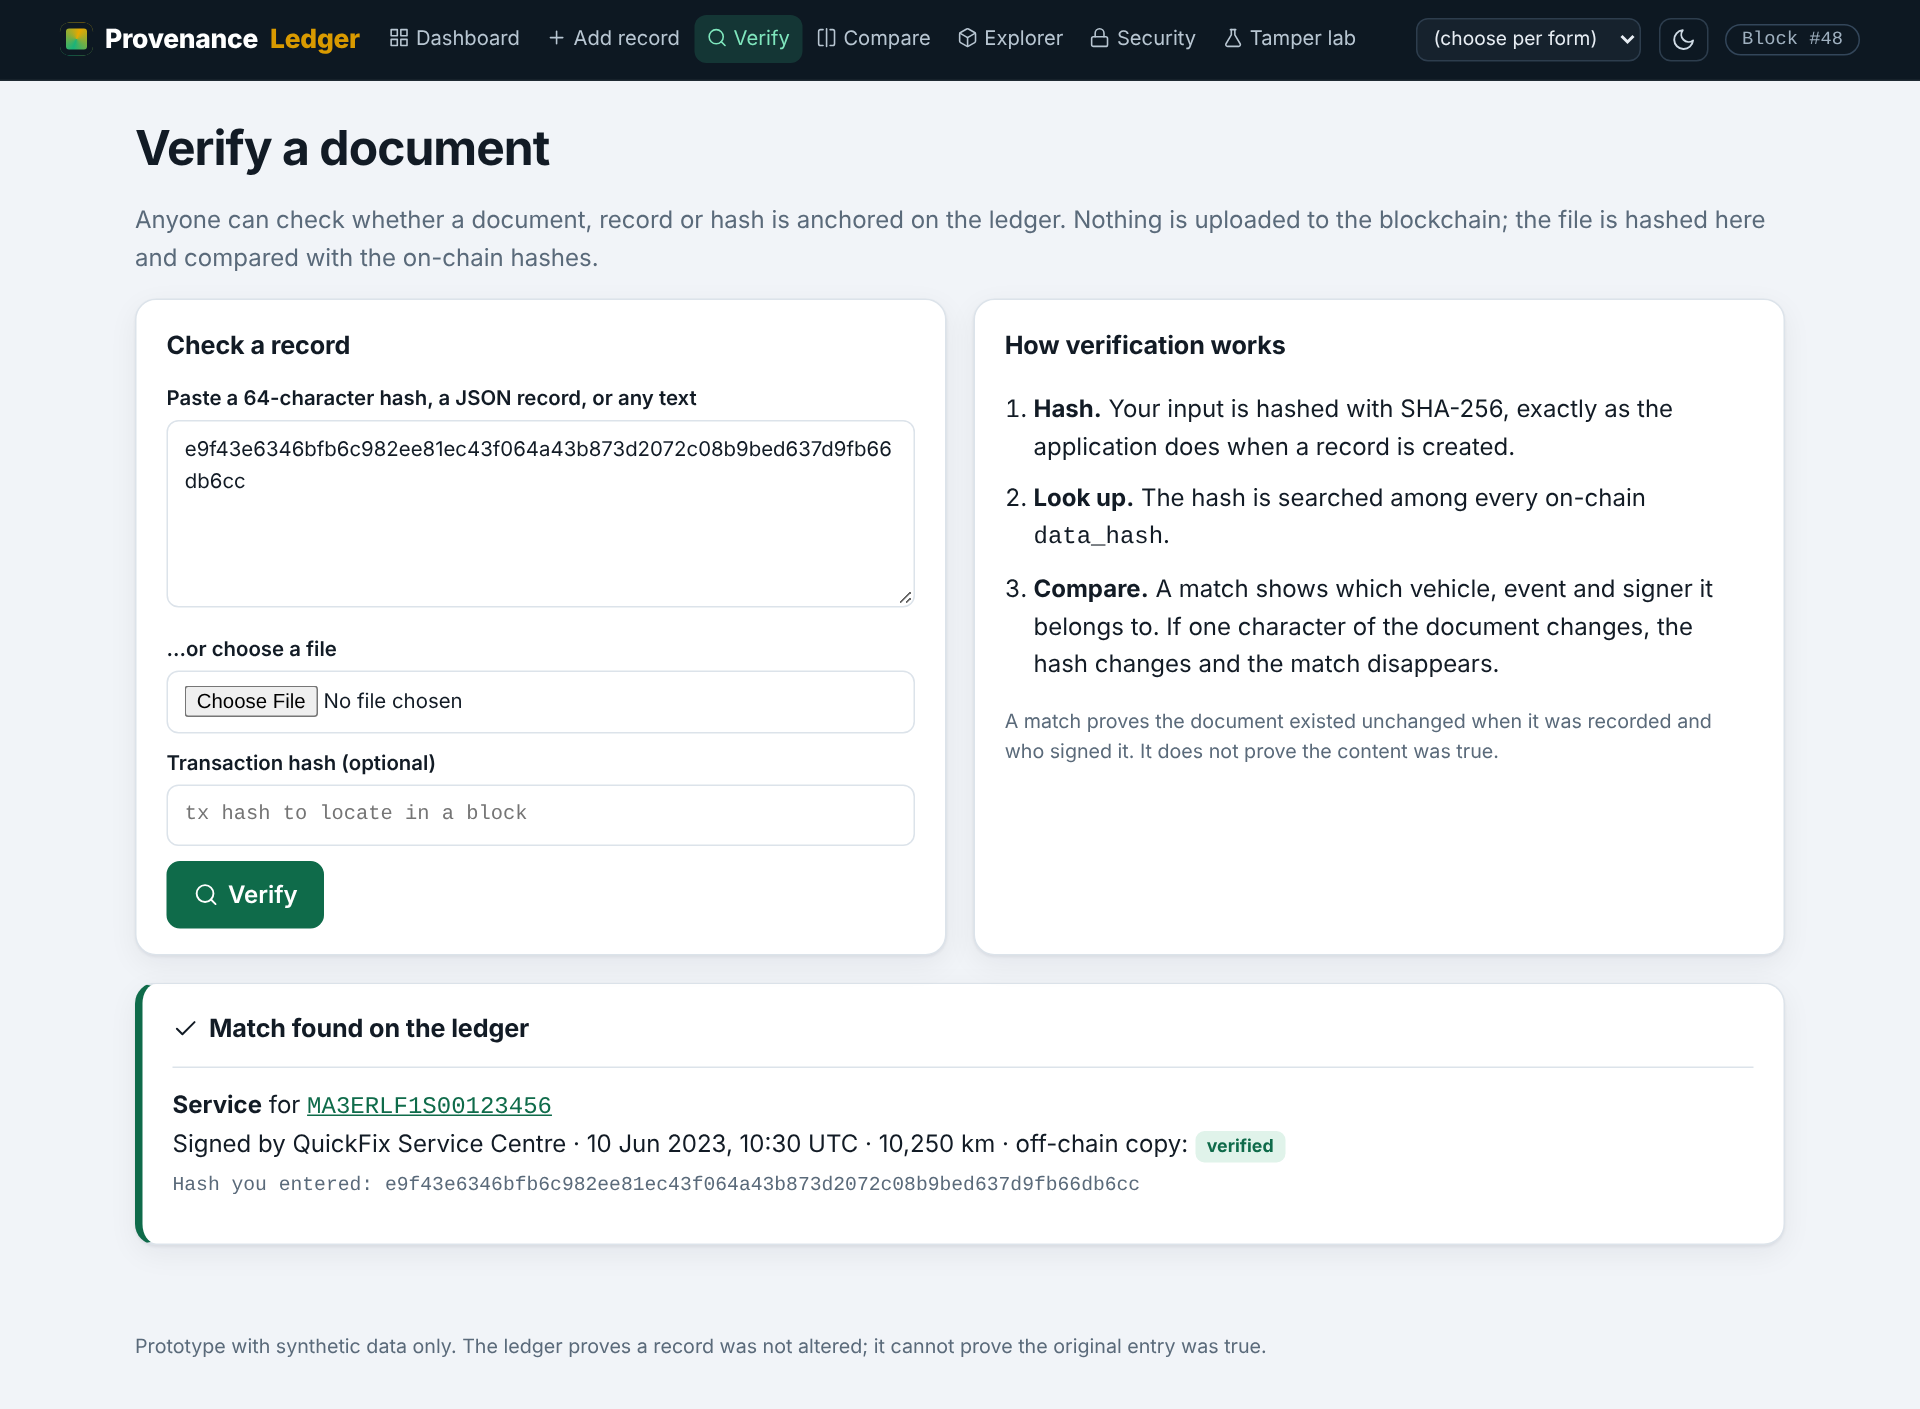 Provenance Ledger Dashboard Add record Verify Compare Explorer Security Tamper lab (choose per form) Block #48
Verify a document
Anyone can check whether a document, record or hash is anchored on the ledger. Nothing is uploaded to the blockchain; the file is hashed here
and compared with the on-chain hashes.
Check a record
Paste a 64-character hash, a JSON record, or any text
e9f43e6346bfb6c982ee81ec43f064a43b873d2072c08b9bed637d9fb66
db6cc
...or choose a file
Choose File No file chosen
Transaction hash (optional)
tx hash to locate in a block
Verify
How verification works
1. Hash. Your input is hashed with SHA-256, exactly as the
application does when a record is created.
2. Look up. The hash is searched among every on-chain
data_hash.
3. Compare. A match shows which vehicle, event and signer it
belongs to. If one character of the document changes, the
hash changes and the match disappears.
A match proves the document existed unchanged when it was recorded and
who signed it. It does not prove the content was true.
Match found on the ledger
Service for MA3ERLF1S00123456
Signed by QuickFix Service Centre · 10 Jun 2023, 10:30 UTC · 10,250 km · off-chain copy: verified
Hash you entered: e9f43e6346bfb6c982ee81ec43f064a43b873d2072c08b9bed637d9fb66db6cc
Prototype with synthetic data only. The ledger proves a record was not altered; it cannot prove the original entry was true.